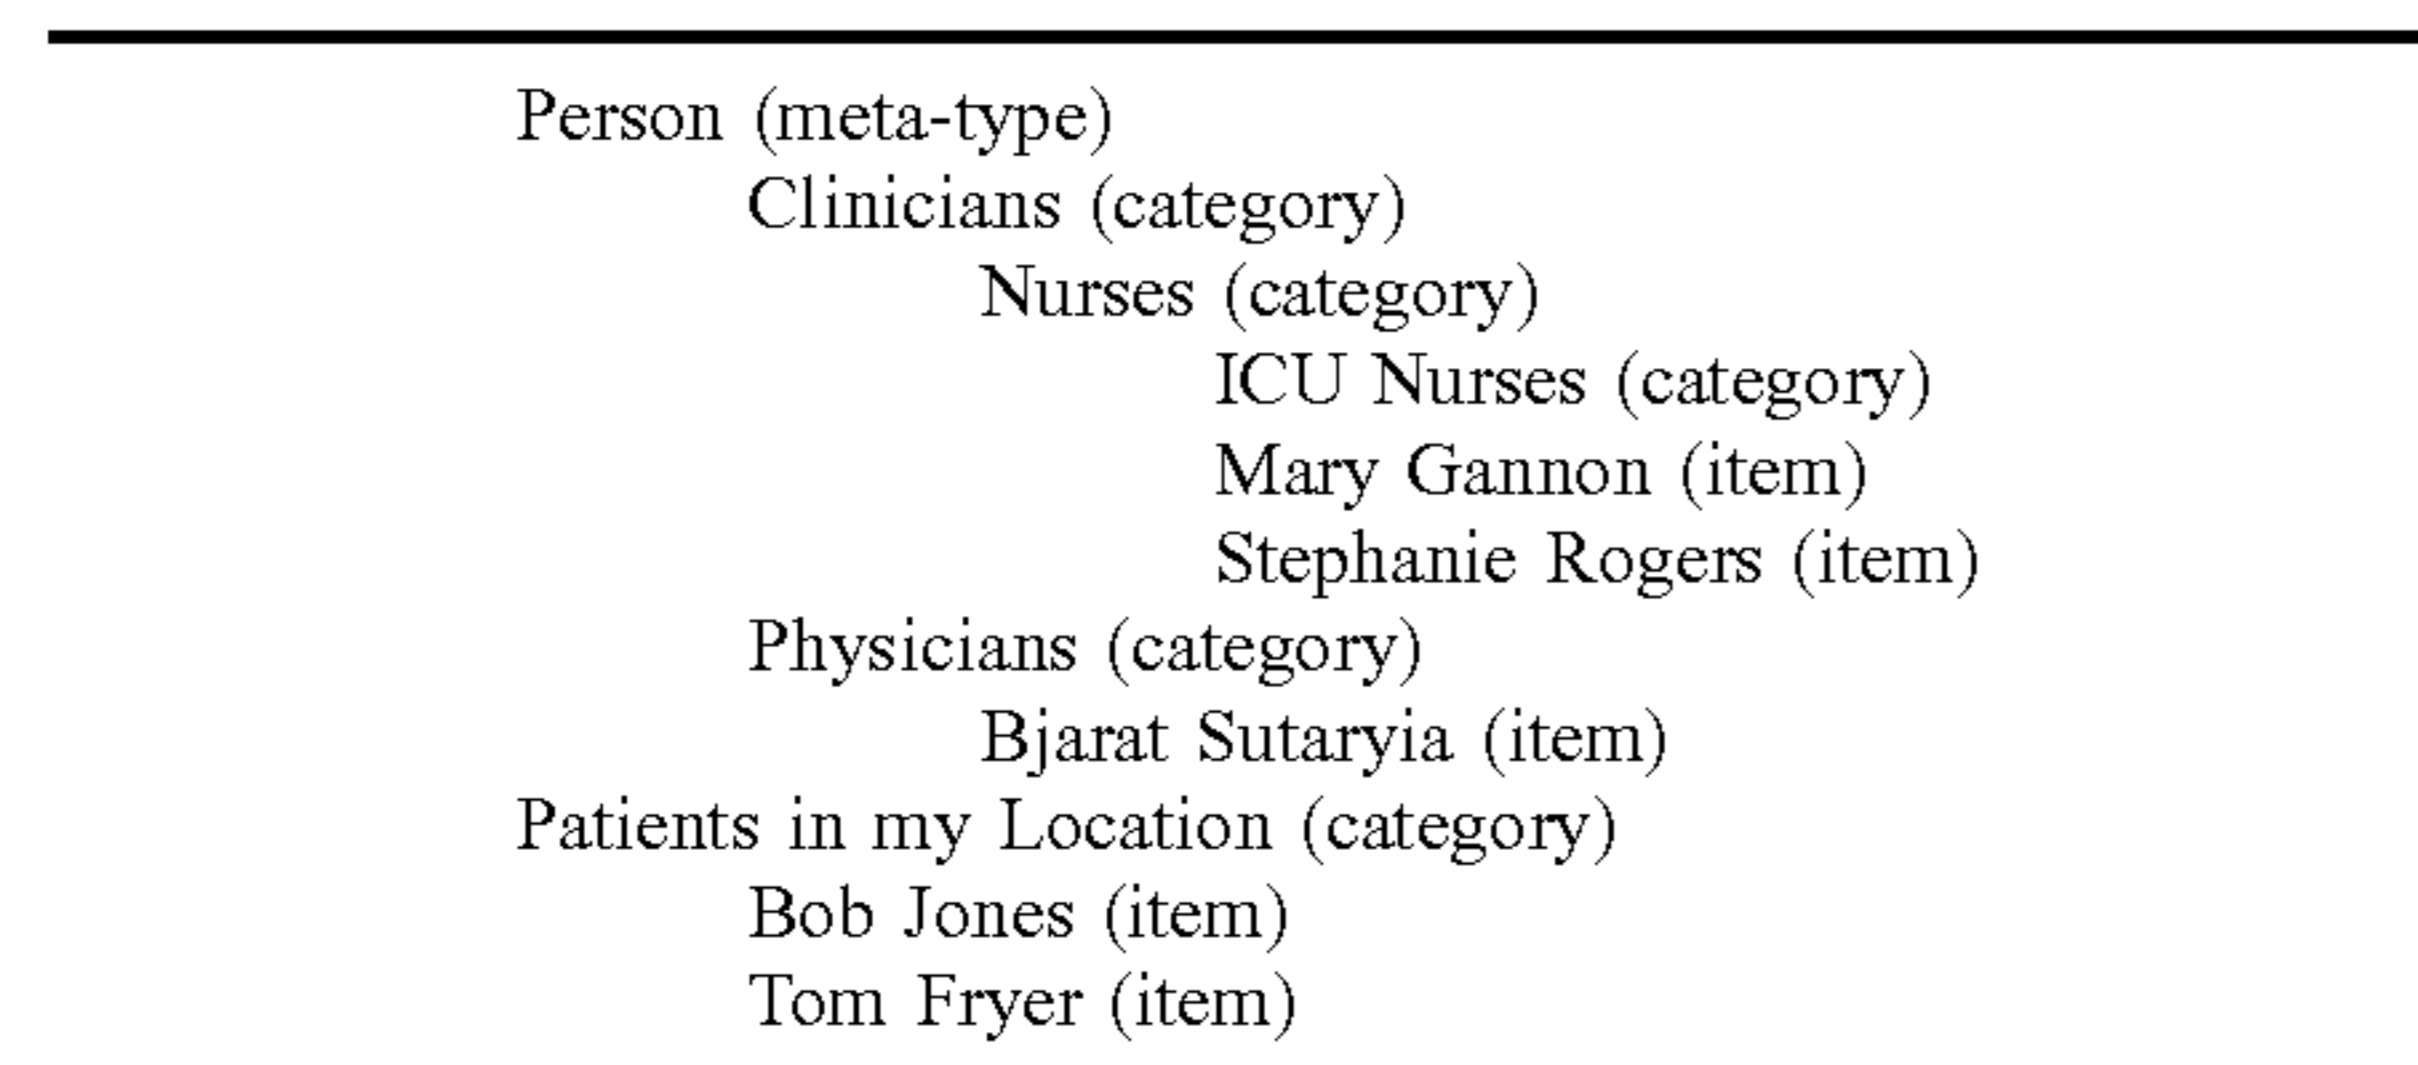 Person (meta-type)
Clinicians (category)
Nurses (category)
ICU Nurses (category)
Mary Gannon (item)
Stephanie Rogers (item)
Physicians (category)
Bjarat Sutaryia (item)
Patients in my Location (category)
Bob Jones (item)
Tom Fryer (item)